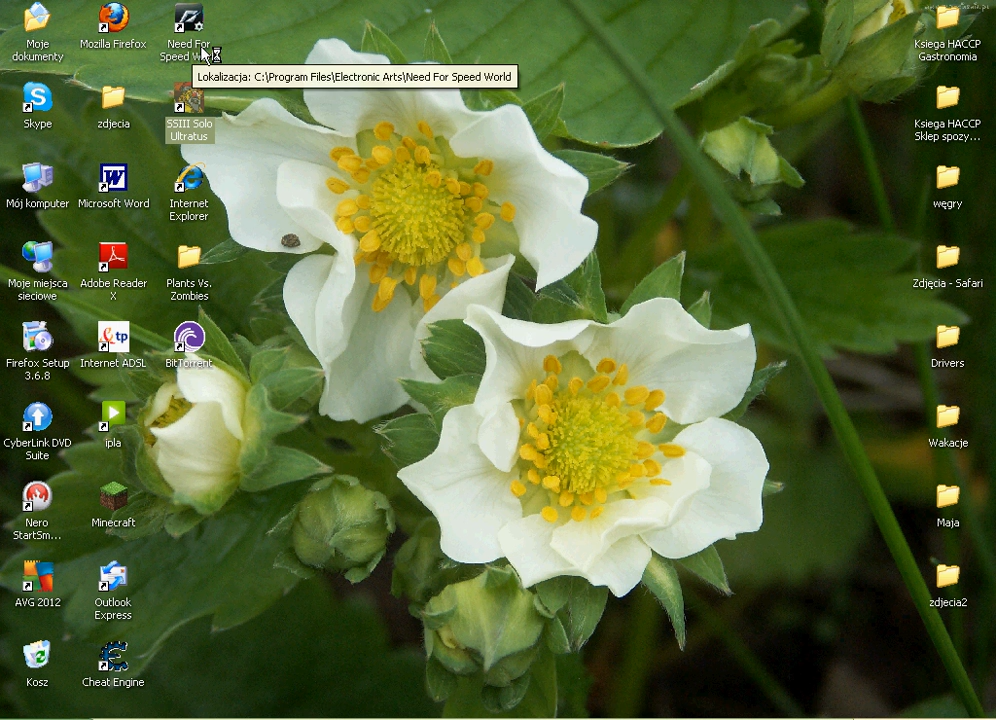 Moje
dokumenty
Mozilla Firefox
Need For
Speed W
Lokalizacja: C:\Program Files\Electronic Arts\Need For Speed World
Skype
zdjecia
SSIII Solo
Ultratus
Mój komputer
Microsoft Word
Internet
Explorer
Moje miejsca
sieciowe
Adobe Reader
X
Plants Vs.
Zombies
Firefox Setup
3.6.8
Internet ADSL
tp
BitTorrent
CyberLink DVD
Suite
ipla
Nero
StartSm...
Minecraft
AVG 2012
Outlook
Express
Kosz
Cheat Engine
Ksiega HACCP
Gastronomia
Ksiega HACCP
Sklep spozy...
węgry
Zdjęcia - Safari
Drivers
Wakacje
Maja
zdjecia2